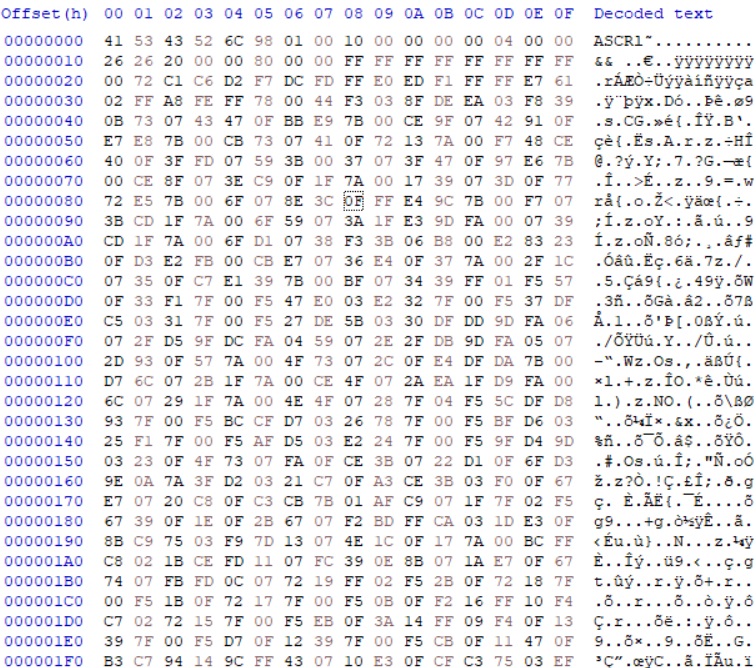 Offset(h) 00 01 02 03 04 05 06 07 08 09 0A 0B 0C 0D 0E 0F Decoded text
00000000 41 53 43 52 6C 98 01 00 10 00 00 00 00 04 00 00 ASCRl˜..........
00000010 26 26 20 00 00 80 00 00 FF FF FF FF FF FF FF FF && ..€..ÿÿÿÿÿÿÿÿ
00000020 00 72 C1 C6 D2 F7 DC FD FF E0 ED F1 FF FF E7 61 .rÁÆÒ÷Üýÿàíñÿÿça
00000030 02 FF A8 FE FF 78 00 44 F3 03 8F DE EA 03 F8 39 .ÿ¨þÿx.Dó..Þê.ø9
00000040 0B 73 07 43 47 0F BB E9 7B 00 CE 9F 07 42 91 0F .s.CG.»é{.ÎŸ.B‘.
00000050 E7 E8 7B 00 CB 73 07 41 0F 72 13 7A 00 F7 48 CE çè{.Ës.A.r.z.÷HÎ
00000060 40 0F 3F FD 07 59 3B 00 37 07 3F 47 0F 97 E6 7B @.?ý.Y;.7.?G.—æ{
00000070 00 CE 8F 07 3E C9 0F 1F 7A 00 17 39 07 3D 0F 77 .Î..>É..z..9.=.w
00000080 72 E5 7B 00 6F 07 8E 3C 0F FF E4 9C 7B 00 F7 07 rå{.o.Ž<.ÿäœ{.÷.
00000090 3B CD 1F 7A 00 6F 59 07 3A 1F E3 9D FA 00 07 39 ;Í.z.oY.:.ã.ú..9
000000A0 CD 1F 7A 00 6F D1 07 38 F3 3B 06 B8 00 E2 83 23 Í.z.oÑ.8ó;.¸.âƒ#
000000B0 0F D3 E2 FB 00 CB E7 07 36 E4 0F 37 7A 00 2F 1C .Óâû.Ëç.6ä.7z./.
000000C0 07 35 0F C7 E1 39 7B 00 BF 07 34 39 FF 01 F5 57 .5.Çá9{.¿.49ÿ.õW
000000D0 0F 33 F1 7F 00 F5 47 E0 03 E2 32 7F 00 F5 37 DF .3ñ..õGà.â2..õ7ß
000000E0 C5 03 31 7F 00 F5 27 DE 5B 03 30 DF DD 9D FA 06 Å.1..õ'Þ[.0ßÝ.ú.
000000F0 07 2F D5 9F DC FA 04 59 07 2E 2F DB 9D FA 05 07 ./ÕŸÜú.Y../Û.ú..
00000100 2D 93 0F 57 7A 00 4F 73 07 2C 0F E4 DF DA 7B 00 -“.Wz.Os.,.äßÚ{.
00000110 D7 6C 07 2B 1F 7A 00 CE 4F 07 2A EA 1F D9 FA 00 ×l.+.z.ÎO.*ê.Ùú.
00000120 6C 07 29 1F 7A 00 4E 4F 07 28 7F 04 F5 5C DF D8 l.).z.NO.(..õ\ßØ
00000130 93 7F 00 F5 BC CF D7 03 26 78 7F 00 F5 BF D6 03 “..õ¼Ï×.&x..õ¿Ö.
00000140 25 F1 7F 00 F5 AF D5 03 E2 24 7F 00 F5 9F D4 9D %ñ..õ¯Õ.â$..õŸÔ.
00000150 03 23 0F 4F 73 07 FA 0F CE 3B 07 22 D1 0F 6F D3 .#.Os.ú.Î;."Ñ.oÓ
00000160 9E 0A 7A 3F D2 03 21 C7 0F A3 CE 3B 03 F0 0F 67 ž.z?Ò.!Ç.£Î;.ð.g
00000170 E7 07 20 C8 0F C3 CB 7B 01 AF C9 07 1F 7F 02 F5 ç. È.ÃË{.¯É....õ
00000180 67 39 0F 1E 0F 2B 67 07 F2 BD FF CA 03 1D E3 0F g9...+g.ò½ÿÊ..ã.
00000190 8B C9 75 03 F9 7D 13 07 4E 1C 0F 17 7A 00 BC FF ‹Éu.ù}..N...z.¼ÿ
000001A0 C8 02 1B CE FD 11 07 FC 39 0E 8B 07 1A E7 0F 67 È..Îý..ü9.‹..ç.g
000001B0 74 07 FB FD 0C 07 72 19 FF 02 F5 2B 0F 72 18 7F t.ûý..r.ÿ.õ+.r..
000001C0 00 F5 1B 0F 72 17 7F 00 F5 0B 0F F2 16 FF 10 F4 .õ..r...õ..ò.ÿ.ô
000001D0 C7 02 72 15 7F 00 F5 EB 0F 3A 14 FF 09 F4 0F 13 Ç.r...õë.:.ÿ.ô..
000001E0 39 7F 00 F5 D7 0F 12 39 7F 00 F5 CB 0F 11 47 0F 9..õ×..9..õË..G.
000001F0 B3 C7 94 14 9C FF 43 07 10 E3 0F CF C3 75 03 EF ³Ç”.œÿC..ã.ÏÃu.ï